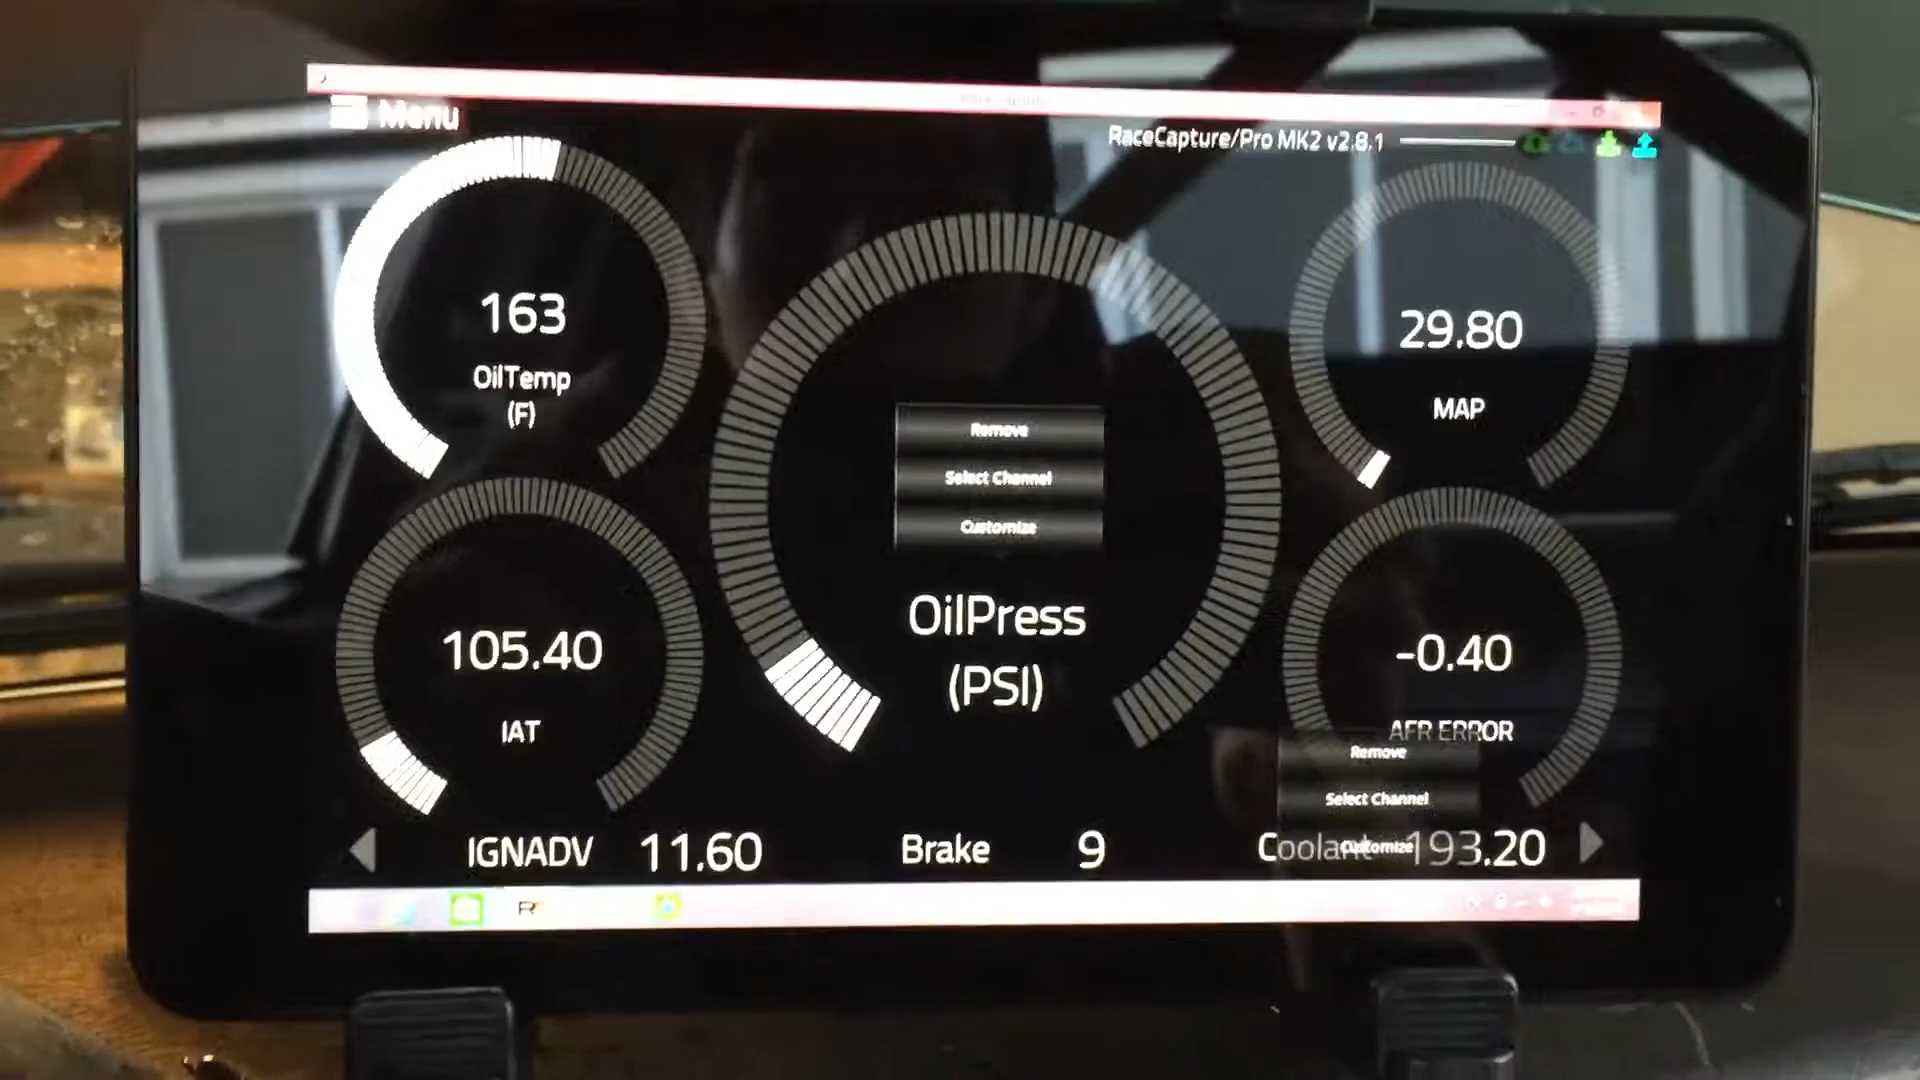 Menu
RaceCapture/Pro MK2 v2.8.1
163
OilTemp
(F)
29.80
MAP
Remove
Select Channel
Customize
OilPress
(PSI)
105.40
IAT
-0.40
AFR ERROR
Remove
Select Channel
Customize
IGNADV 11.60 Brake 9 Coolant 193.20